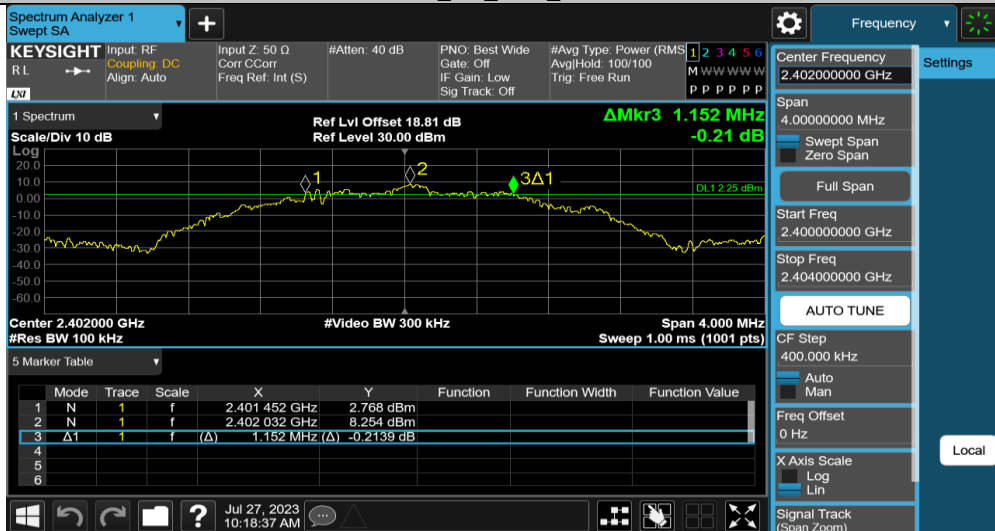 Spectrum Analyzer 1
Swept SA
+
Frequency
KEYSIGHT
R L
LXI
Input: RF
Coupling: DC
Align: Auto
Input Z: 50 Ω
Corr CCorr
Freq Ref: Int (S)
#Atten: 40 dB
PNO: Best Wide
Gate: Off
IF Gain: Low
Sig Track: Off
#Avg Type: Power (RMS
Avg|Hold: 100/100
Trig: Free Run
1 2 3 4 5 6
M W W W W W
P P P P P P
1 Spectrum
Scale/Div 10 dB
Ref Lvl Offset 18.81 dB
Ref Level 30.00 dBm
ΔMkr3 1.152 MHz
-0.21 dB
Log
20.0
10.0
0.00
-10.0
-20.0
-30.0
-40.0
-50.0
-60.0
1
2
3Δ1
DL1 2.25 dBm
Center 2.402000 GHz
#Res BW 100 kHz
#Video BW 300 kHz
Span 4.000 MHz
Sweep 1.00 ms (1001 pts)
5 Marker Table
Mode Trace Scale X Y Function Function Width Function Value
1 N 1 f 2.401 452 GHz 2.768 dBm
2 N 1 f 2.402 032 GHz 8.254 dBm
3 Δ1 1 f (Δ) 1.152 MHz (Δ) -0.2139 dB
4
5
6
?
Jul 27, 2023
10:18:37 AM
Center Frequency
2.402000000 GHz
Span
4.00000000 MHz
Swept Span
Zero Span
Full Span
Start Freq
2.400000000 GHz
Stop Freq
2.404000000 GHz
AUTO TUNE
CF Step
400.000 kHz
Auto
Man
Freq Offset
0 Hz
X Axis Scale
Log
Lin
Signal Track
(Span Zoom)
Settings
Local